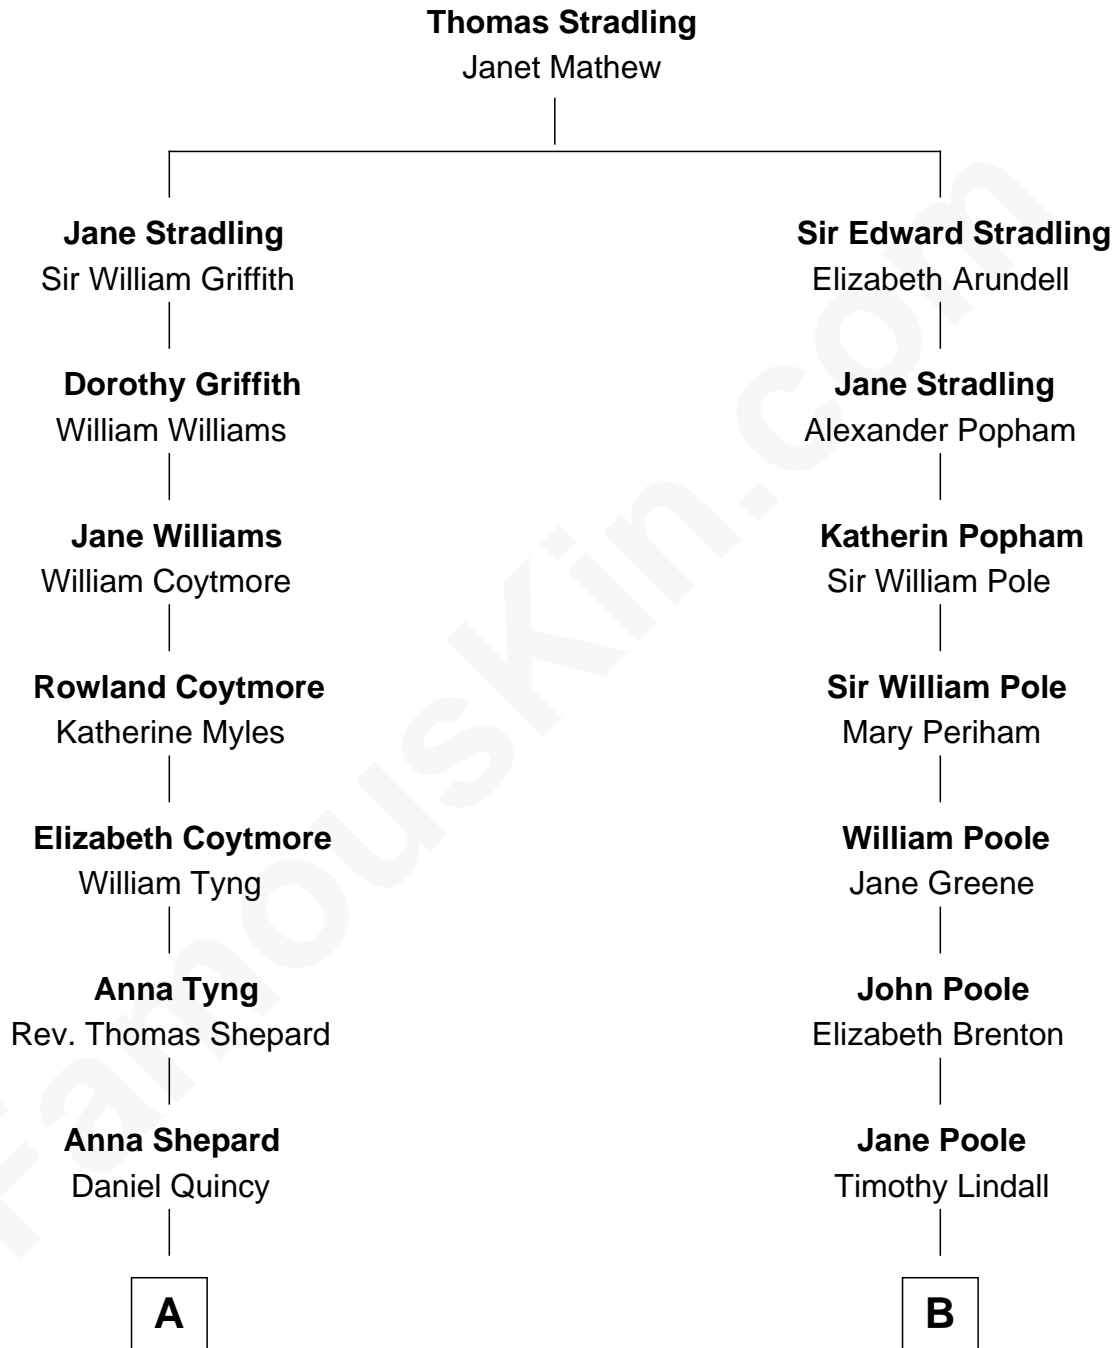 Thomas Stradling
Janet Mathew
Jane Stradling
Sir William Griffith
Dorothy Griffith
William Williams
Jane Williams
William Coytmore
Rowland Coytmore
Katherine Myles
Elizabeth Coytmore
William Tyng
Anna Tyng
Rev. Thomas Shepard
Anna Shepard
Daniel Quincy
A
Sir Edward Stradling
Elizabeth Arundell
Jane Stradling
Alexander Popham
Katherin Popham
Sir William Pole
Sir William Pole
Mary Periham
William Poole
Jane Greene
John Poole
Elizabeth Brenton
Jane Poole
Timothy Lindall
B
FamousKin.com